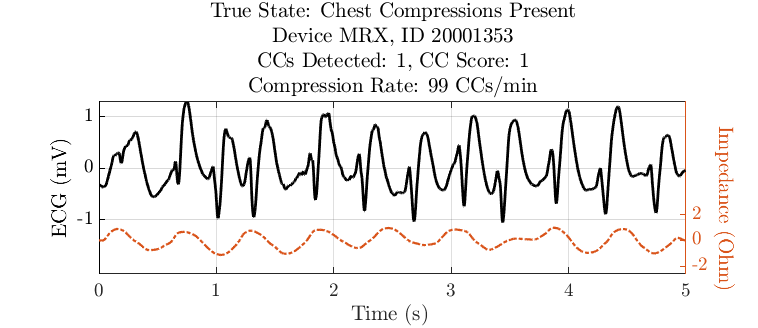 True State: Chest Compressions Present
Device MRX, ID 20001353
CCs Detected: 1, CC Score: 1
Compression Rate: 99 CCs/min
ECG (mV)
1
0
-1
Impedance (Ohm)
2
0
-2
0 1 2 3 4 5
Time (s)